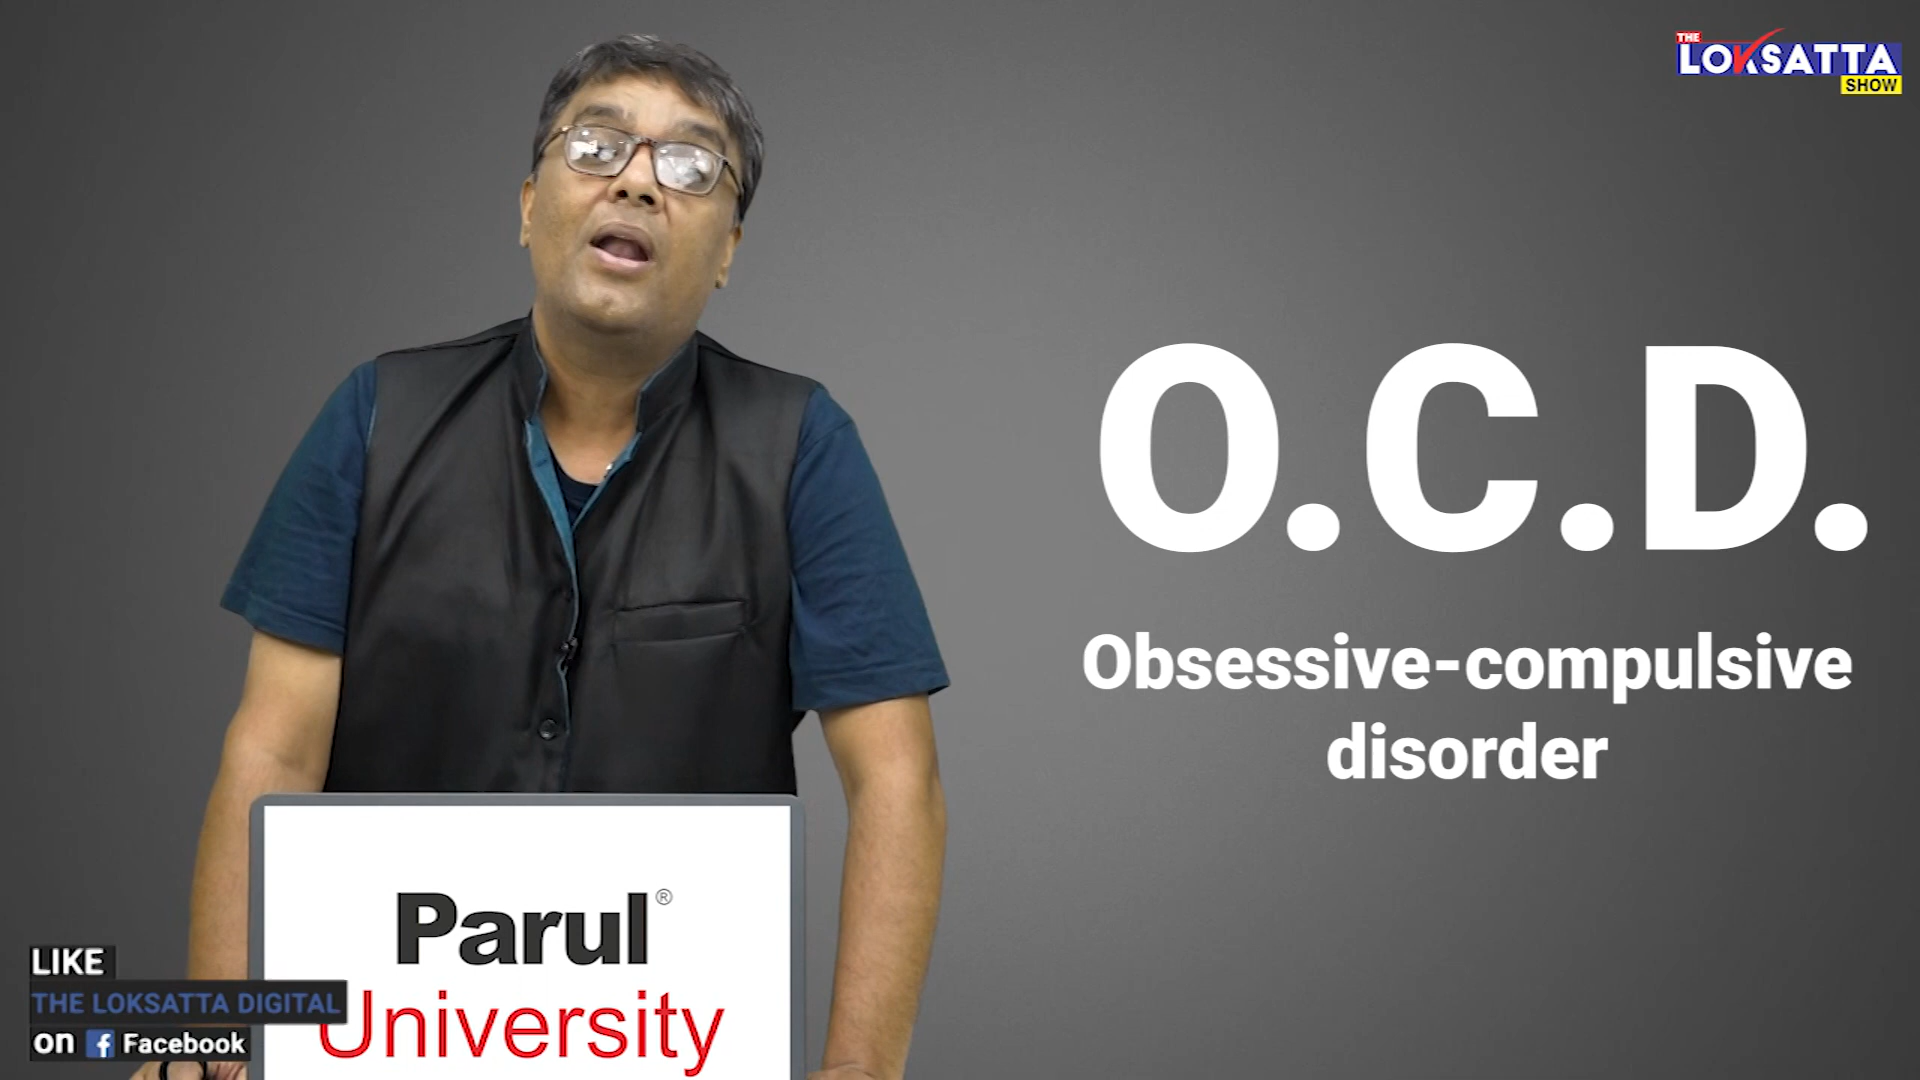 THE
LOKSATTA
SHOW
O.C.D.
Obsessive-compulsive
disorder
Parul®
University
LIKE
THE LOKSATTA DIGITAL
on f Facebook